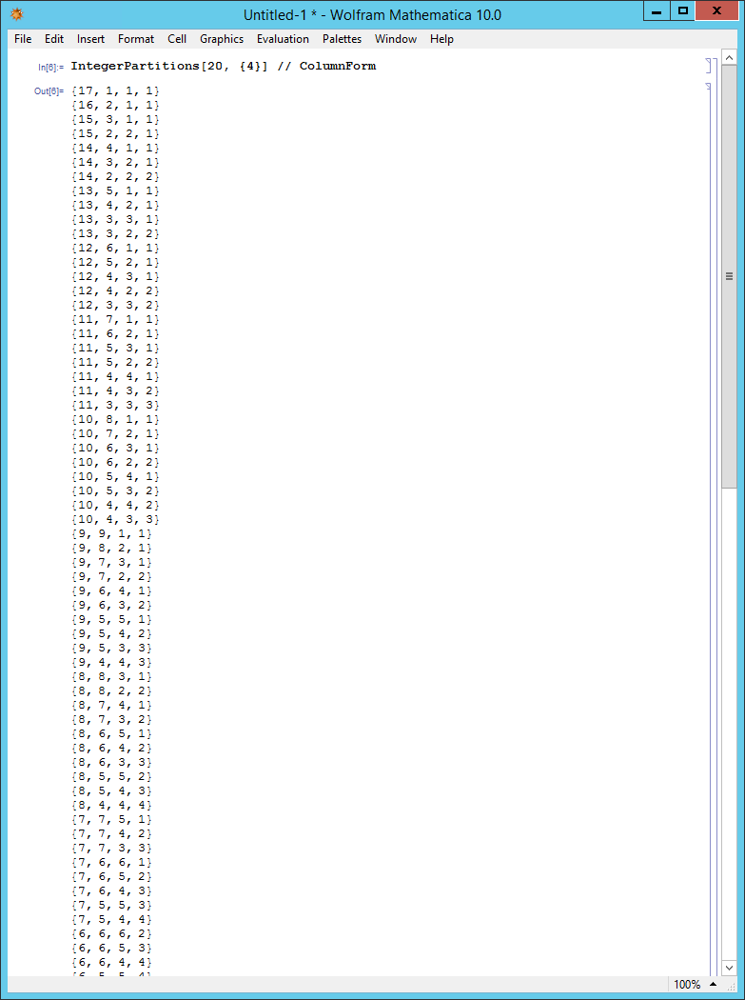 Untitled-1 * - Wolfram Mathematica 10.0
File Edit Insert Format Cell Graphics Evaluation Palettes Window Help
In[6]:= IntegerPartitions[20, {4}] // ColumnForm
Out[6]= {17, 1, 1, 1}
{16, 2, 1, 1}
{15, 3, 1, 1}
{15, 2, 2, 1}
{14, 4, 1, 1}
{14, 3, 2, 1}
{14, 2, 2, 2}
{13, 5, 1, 1}
{13, 4, 2, 1}
{13, 3, 3, 1}
{13, 3, 2, 2}
{12, 6, 1, 1}
{12, 5, 2, 1}
{12, 4, 3, 1}
{12, 4, 2, 2}
{12, 3, 3, 2}
{11, 7, 1, 1}
{11, 6, 2, 1}
{11, 5, 3, 1}
{11, 5, 2, 2}
{11, 4, 4, 1}
{11, 4, 3, 2}
{11, 3, 3, 3}
{10, 8, 1, 1}
{10, 7, 2, 1}
{10, 6, 3, 1}
{10, 6, 2, 2}
{10, 5, 4, 1}
{10, 5, 3, 2}
{10, 4, 4, 2}
{10, 4, 3, 3}
{9, 9, 1, 1}
{9, 8, 2, 1}
{9, 7, 3, 1}
{9, 7, 2, 2}
{9, 6, 4, 1}
{9, 6, 3, 2}
{9, 5, 5, 1}
{9, 5, 4, 2}
{9, 5, 3, 3}
{9, 4, 4, 3}
{8, 8, 3, 1}
{8, 8, 2, 2}
{8, 7, 4, 1}
{8, 7, 3, 2}
{8, 6, 5, 1}
{8, 6, 4, 2}
{8, 6, 3, 3}
{8, 5, 5, 2}
{8, 5, 4, 3}
{8, 4, 4, 4}
{7, 7, 5, 1}
{7, 7, 4, 2}
{7, 7, 3, 3}
{7, 6, 6, 1}
{7, 6, 5, 2}
{7, 6, 4, 3}
{7, 5, 5, 3}
{7, 5, 4, 4}
{6, 6, 6, 2}
{6, 6, 5, 3}
{6, 6, 4, 4}
{6, 5, 5, 4}
100%